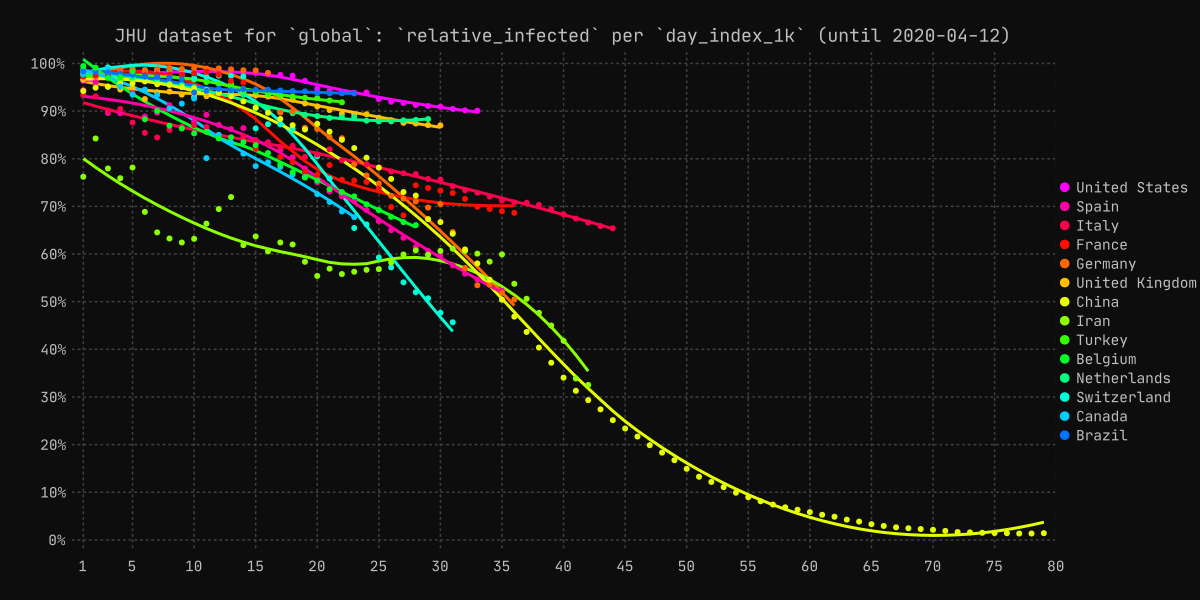 JHU dataset for `global`: `relative_infected` per `day_index_1k` (until 2020-04-12)
100%
90%
80%
70%
60%
50%
40%
30%
20%
10%
0%
1 5 10 15 20 25 30 35 40 45 50 55 60 65 70 75 80
United States
Spain
Italy
France
Germany
United Kingdom
China
Iran
Turkey
Belgium
Netherlands
Switzerland
Canada
Brazil